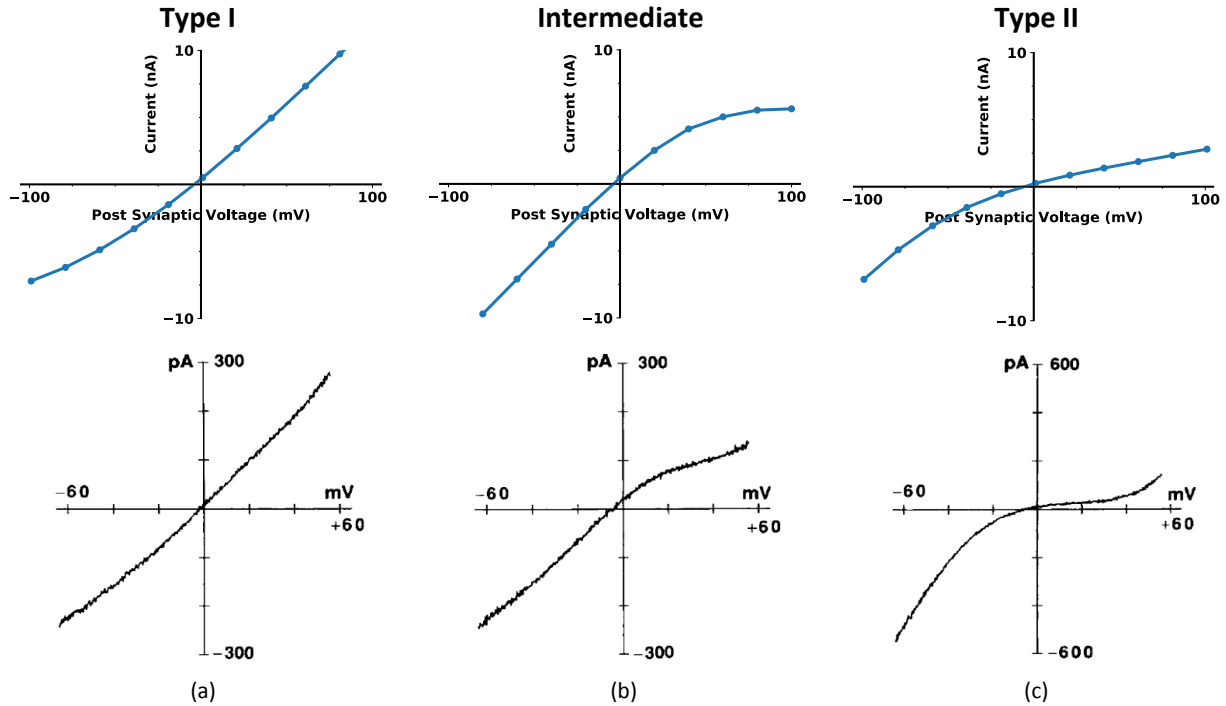 Type I
Intermediate
Type II
10
Current (nA)
−100
100
Post Synaptic Voltage (mV)
−10
10
Current (nA)
−100
100
Post Synaptic Voltage (mV)
−10
10
Current (nA)
−100
100
Post Synaptic Voltage (mV)
−10
pA
300
−60
mV
+60
−300
pA
300
−60
mV
+60
−300
pA
600
−60
mV
+60
−600
(a)
(b)
(c)